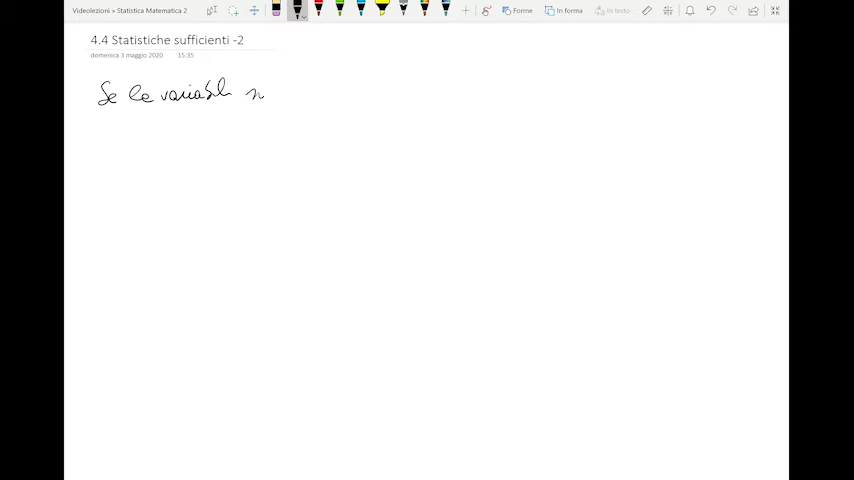 Videolezioni » Statistica Matematica 2
Forme
In forma
In testo
4.4 Statistiche sufficienti -2
domenica 3 maggio 2020 15:35
Se le variabili